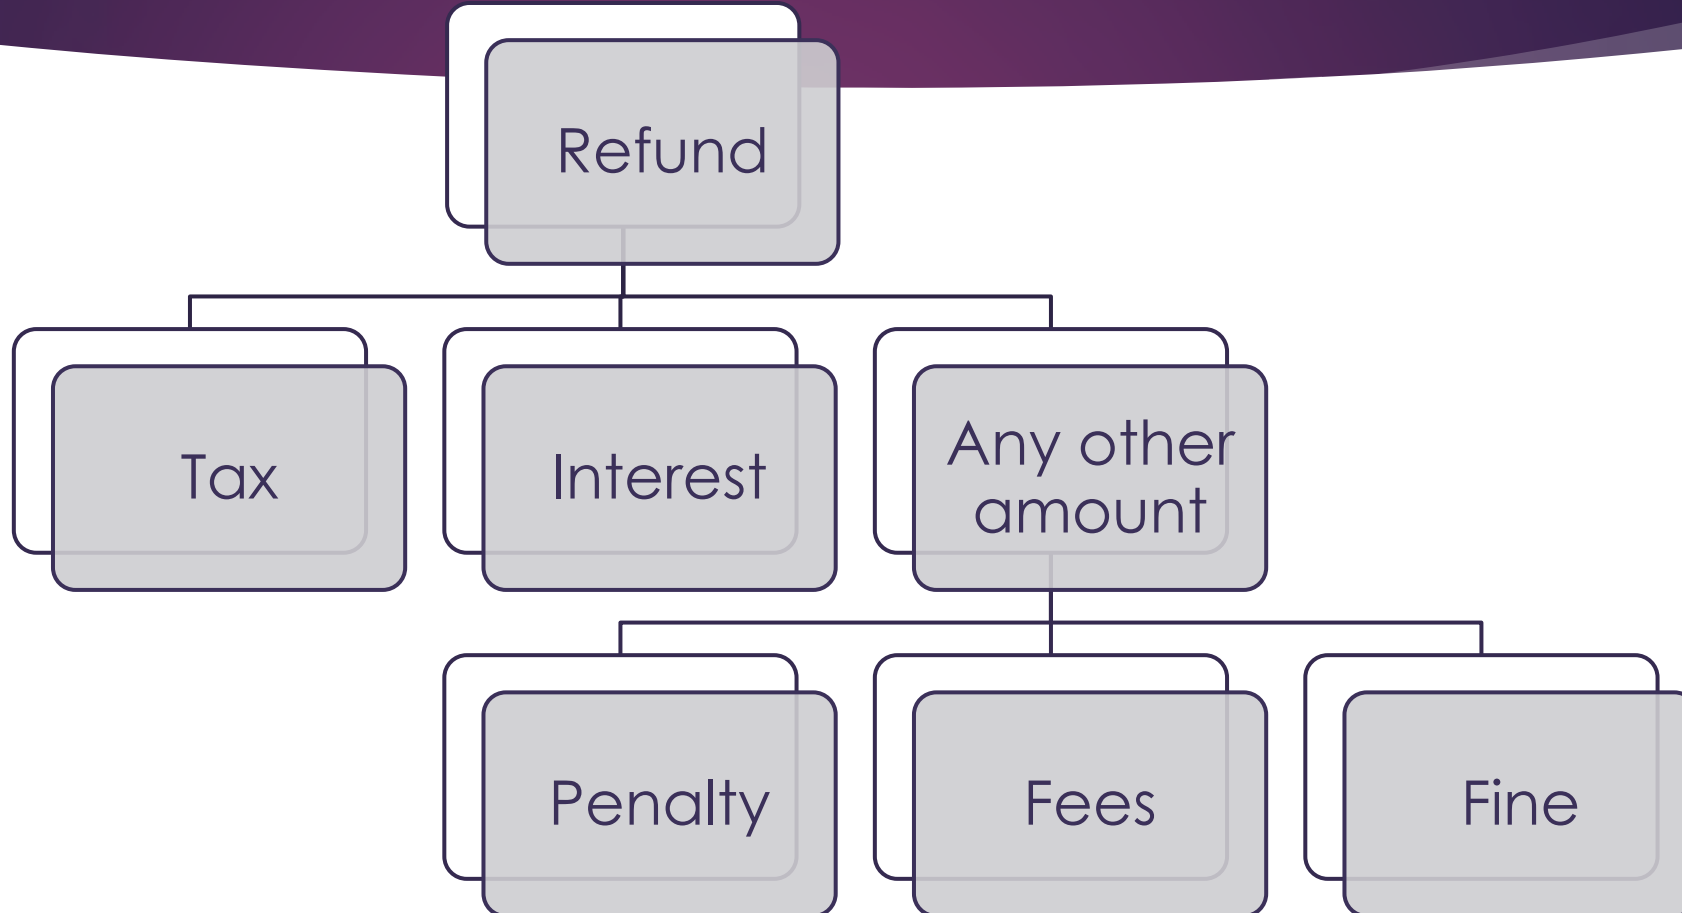 Refund
Tax
Interest
Any other
amount
Penalty
Fees
Fine